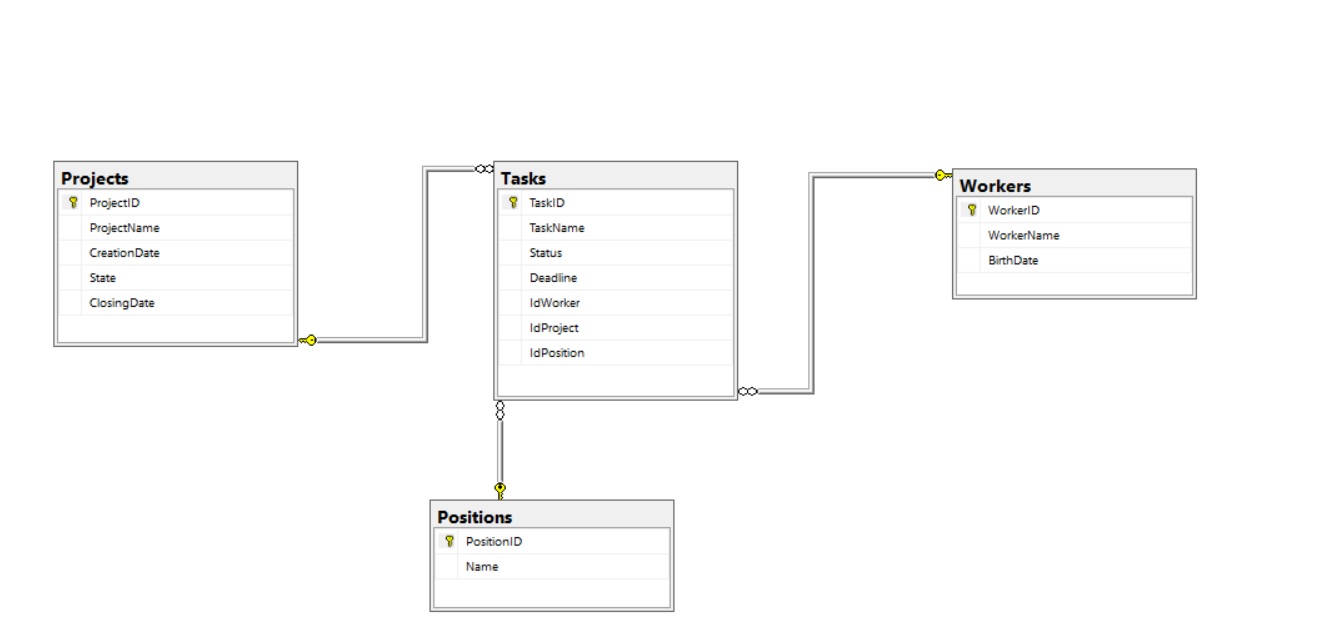 Projects
ProjectID
ProjectName
CreationDate
State
ClosingDate
Tasks
TaskID
TaskName
Status
Deadline
IdWorker
IdProject
IdPosition
Workers
WorkerID
WorkerName
BirthDate
Positions
PositionID
Name